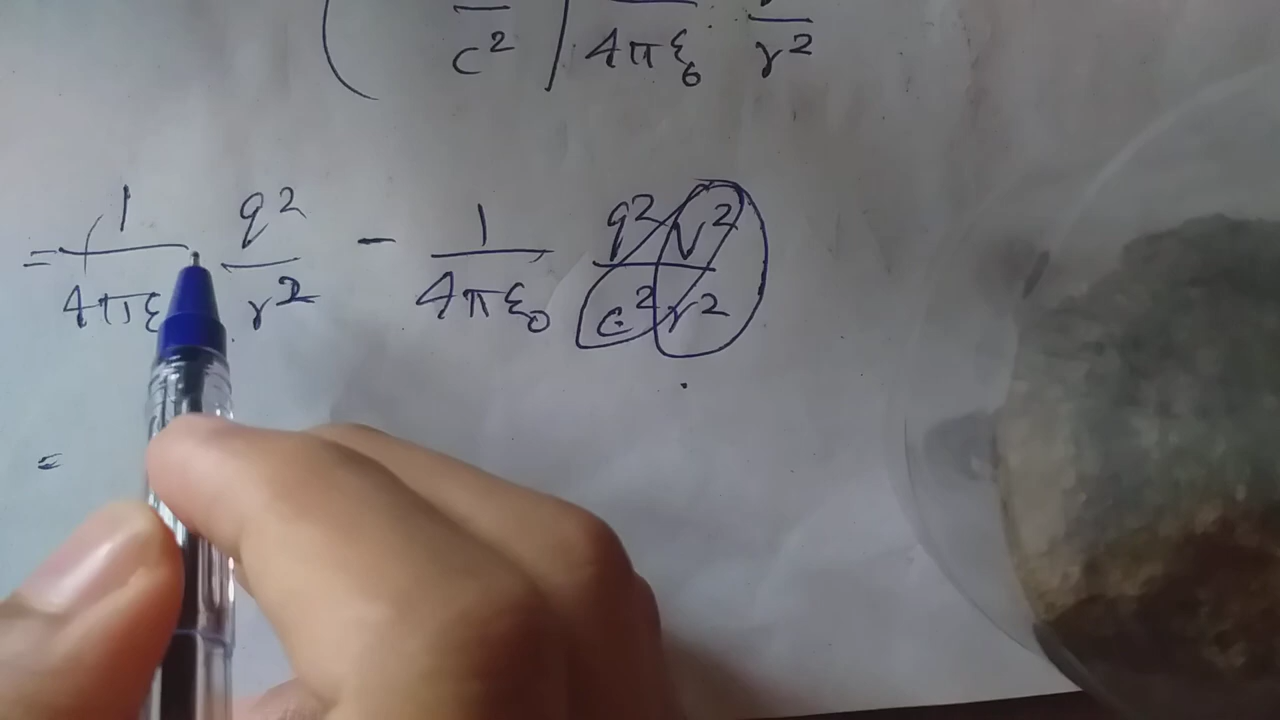 ( — / c² ) — / 4πε₀ — / r²
= 1/4πε q²/r² − 1/4πε₀ q²v²/c²r²
=